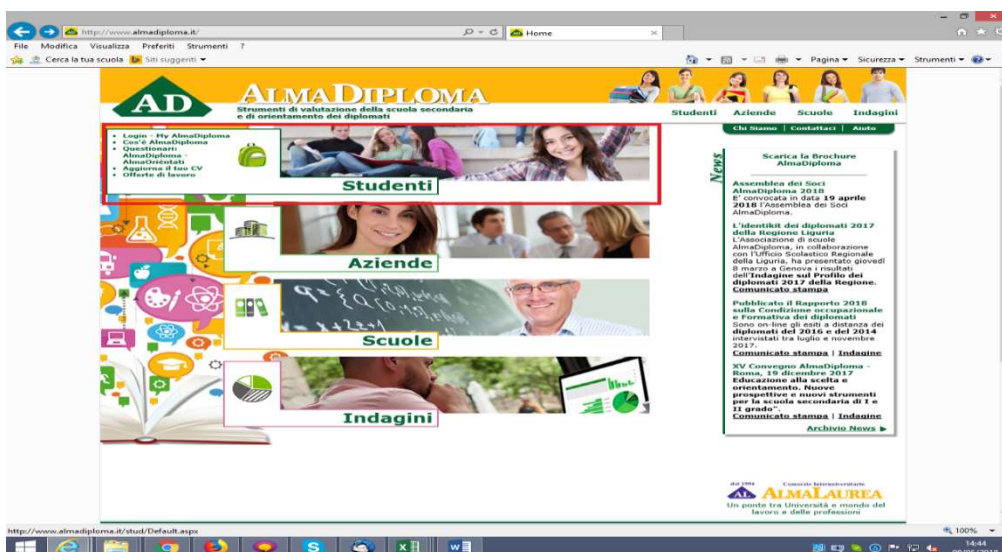 http://www.almadiploma.it/
Home
File Modifica Visualizza Preferiti Strumenti ?
Cerca la tua scuola Siti suggeriti
Pagina Sicurezza Strumenti
AD
ALMADIPLOMA
Strumenti di valutazione della scuola secondaria
e di orientamento dei diplomati
Studenti Aziende Scuole Indagini
Chi Siamo | Contattaci | Aiuto
• Login - My AlmaDiploma
• Cos'è AlmaDiploma
• Questionari:
AlmaDiploma -
AlmaOrièntati
• Aggiorna il tuo CV
• Offerte di lavoro
Studenti
Aziende
Scuole
Indagini
News
Scarica la Brochure
AlmaDiploma
Assemblea dei Soci
AlmaDiploma 2018
E' convocata in data 19 aprile
2018 l'Assemblea dei Soci
AlmaDiploma.
L'identikit dei diplomati 2017
della Regione Liguria
L'Associazione di scuole
AlmaDiploma, in collaborazione
con l'Ufficio Scolastico Regionale
della Liguria, ha presentato giovedì
8 marzo a Genova i risultati
dell'Indagine sul Profilo dei
diplomati 2017 della Regione.
Comunicato stampa
Pubblicato il Rapporto 2018
sulla Condizione occupazionale
e Formativa dei diplomati
Sono on-line gli esiti a distanza dei
diplomati del 2016 e del 2014
intervistati tra luglio e novembre
2017.
Comunicato stampa | Indagine
XV Convegno AlmaDiploma -
Roma, 19 dicembre 2017
Educazione alla scelta e
orientamento. Nuove
prospettive e nuovi strumenti
per la scuola secondaria di I e
II grado".
Comunicato stampa | Indagine
Archivio News
dal 1994 Consorzio Interuniversitario
AL ALMALAUREA
Un ponte tra Università e mondo del
lavoro e delle professioni
http://www.almadiploma.it/stud/Default.aspx
100%
14:44